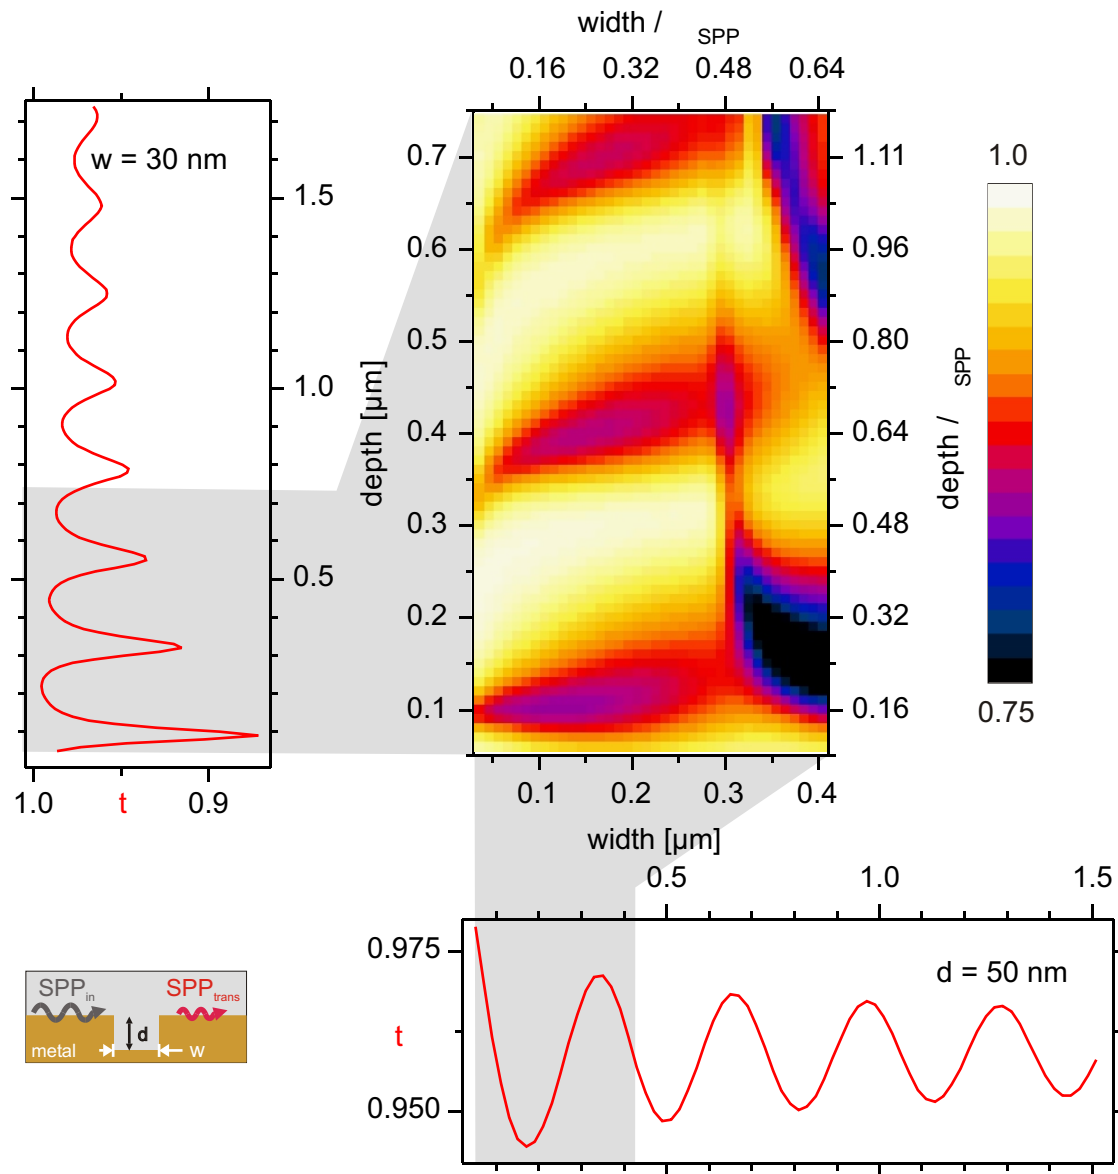 width / SPP
0.16 0.32 0.48 0.64
w = 30 nm
1.5
1.0
0.5
1.0 t 0.9
depth [µm]
0.7
0.6
0.5
0.4
0.3
0.2
0.1
1.11
0.96
0.80
0.64
0.48
0.32
0.16
depth / SPP
1.0
0.75
0.1 0.2 0.3 0.4
width [µm]
0.5 1.0 1.5
0.975
t
0.950
d = 50 nm
SPPin SPPtrans
d
metal w